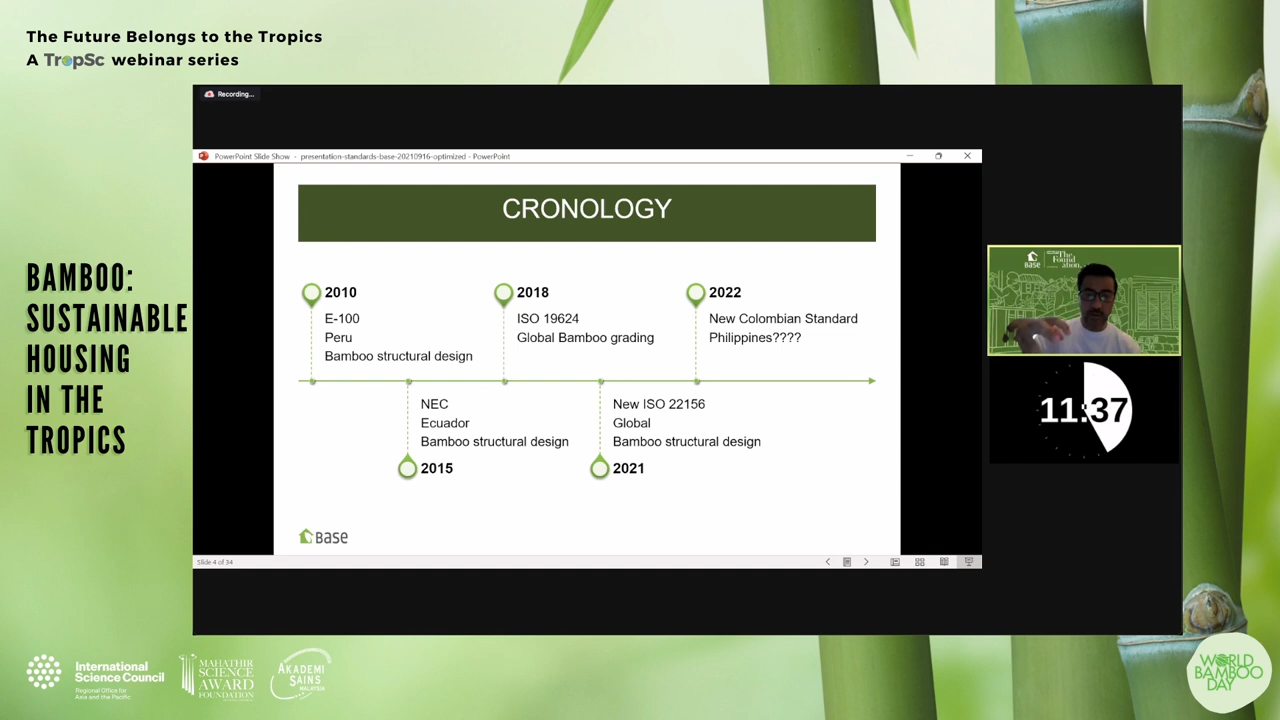 The Future Belongs to the Tropics
A TropSc webinar series
BAMBOO:
SUSTAINABLE
HOUSING
IN THE
TROPICS
Recording...
PowerPoint Slide Show - presentation-standards-base-20210916-optimized - PowerPoint
CRONOLOGY
2010
E-100
Peru
Bamboo structural design
2018
ISO 19624
Global Bamboo grading
2022
New Colombian Standard
Philippines????
NEC
Ecuador
Bamboo structural design
2015
New ISO 22156
Global
Bamboo structural design
2021
BASE
Slide 4 of 34
BASE
The
Found
ation.
11:37
International
Science Council
Regional Office for
Asia and the Pacific
MAHATHIR
SCIENCE
AWARD
FOUNDATION
AKADEMI
SAINS
MALAYSIA
WORLD
BAMBOO
DAY